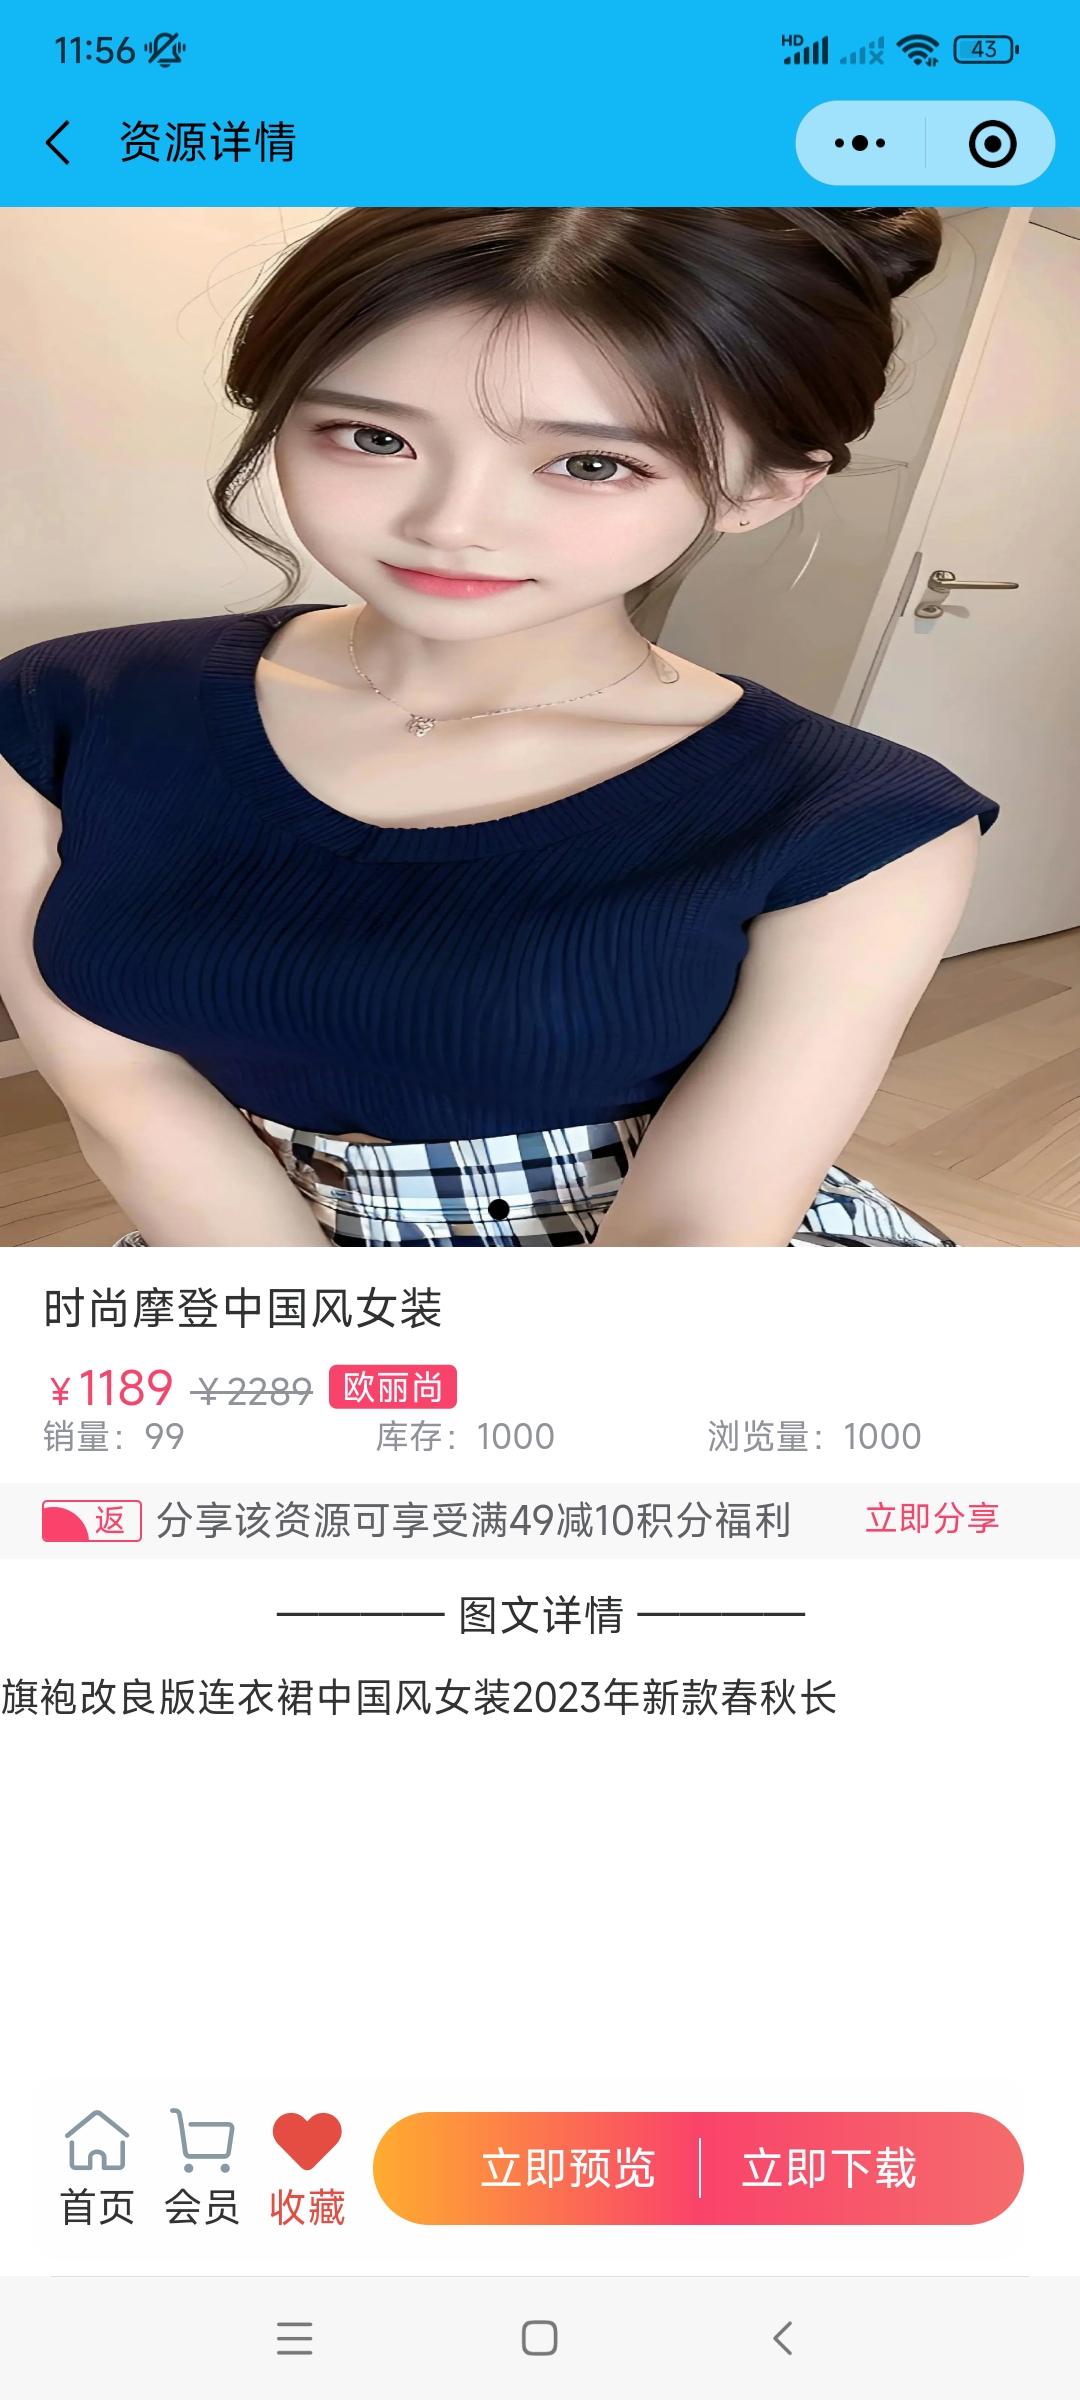 11:56 HD 43
资源详情
时尚摩登中国风女装
￥1189 ￥2289 欧丽尚
销量：99 库存：1000 浏览量：1000
返 分享该资源可享受满49减10积分福利 立即分享
———— 图文详情 ————
旗袍改良版连衣裙中国风女装2023年新款春秋长
立即预览 立即下载
首页 会员 收藏